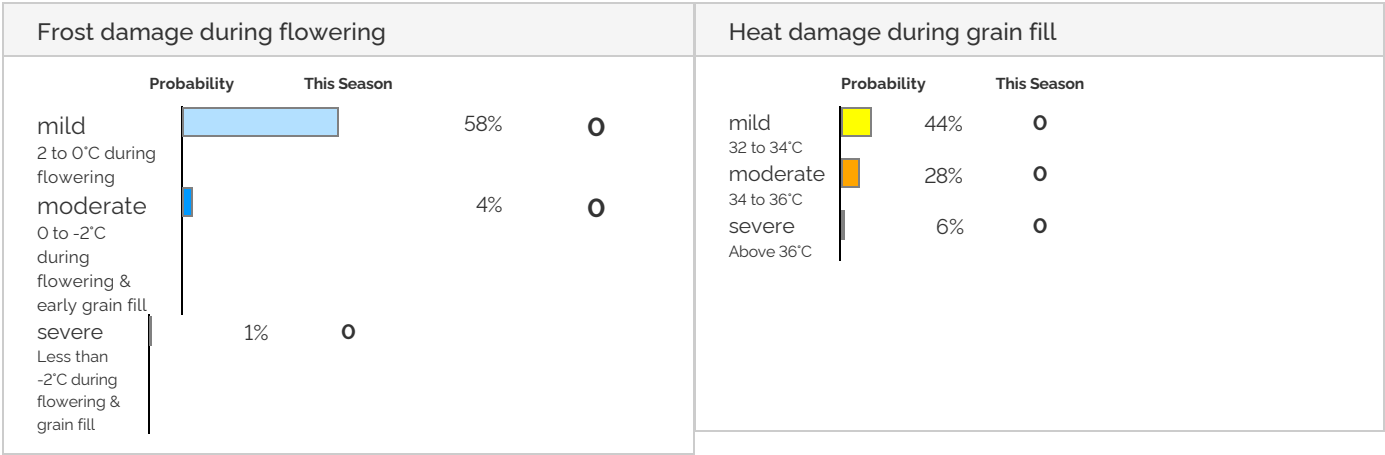 Frost damage during flowering
Probability This Season
mild 58% 0
2 to 0°C during
flowering
moderate 4% 0
0 to -2°C
during
flowering &
early grain fill
severe 1% 0
Less than
-2°C during
flowering &
grain fill
Heat damage during grain fill
Probability This Season
mild 44% 0
32 to 34°C
moderate 28% 0
34 to 36°C
severe 6% 0
Above 36°C